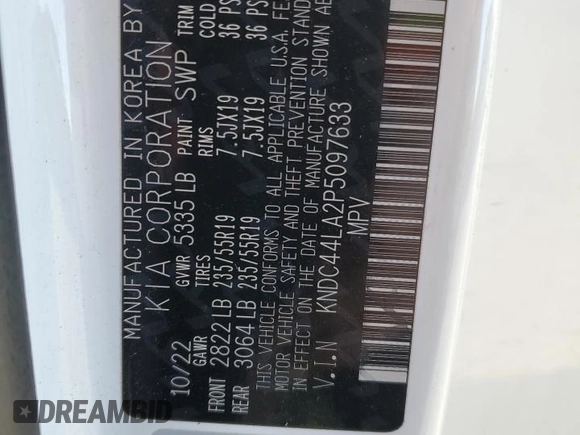 MANUFACTURED IN KOREA BY
KIA CORPORATION
10/22 GVWR 5335 LB PAINT SWP TRIM
GAWR TIRES RIMS COLD
FRONT 2822 LB 235/55R19 7.5JX19 36 PS
REAR 3064 LB 235/55R19 7.5JX19 36 PS
THIS VEHICLE CONFORMS TO ALL APPLICABLE U.S.A. FE
MOTOR VEHICLE SAFETY AND THEFT PREVENTION STAND
IN EFFECT ON THE DATE OF MANUFACTURE SHOWN AB
V.I.N KNDC44LA2P5097633
MPV
DREAMBID